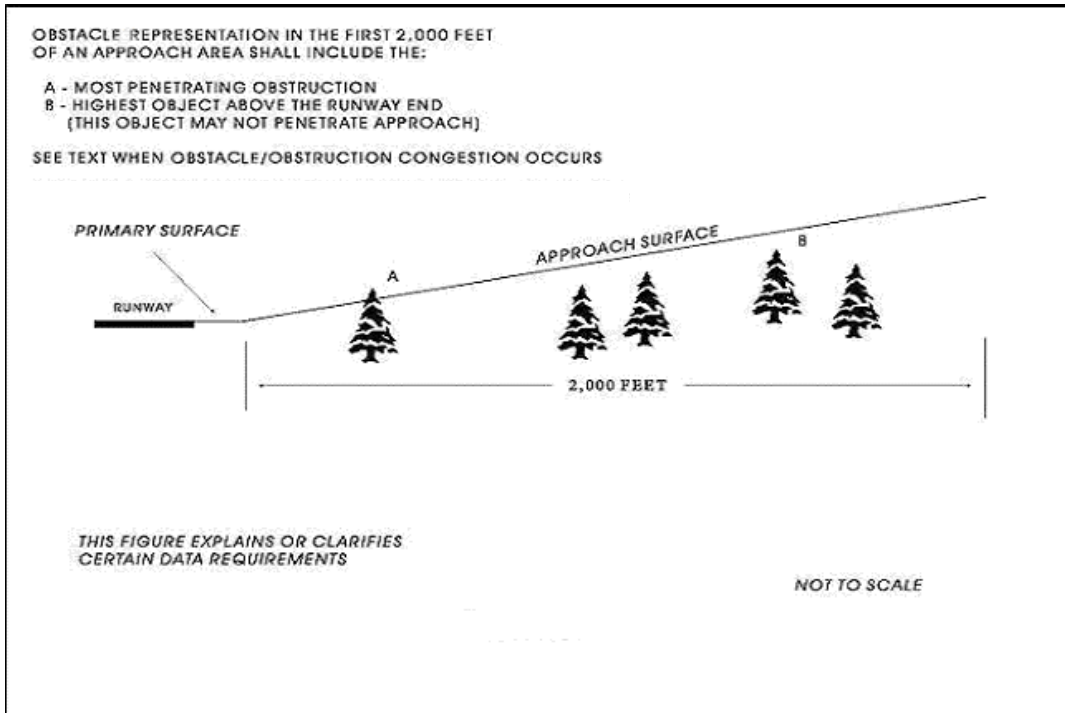 OBSTACLE REPRESENTATION IN THE FIRST 2,000 FEET
OF AN APPROACH AREA SHALL INCLUDE THE:
A - MOST PENETRATING OBSTRUCTION
B - HIGHEST OBJECT ABOVE THE RUNWAY END
(THIS OBJECT MAY NOT PENETRATE APPROACH)
SEE TEXT WHEN OBSTACLE/OBSTRUCTION CONGESTION OCCURS
PRIMARY SURFACE
APPROACH SURFACE
B
A
RUNWAY
2,000 FEET
THIS FIGURE EXPLAINS OR CLARIFIES
CERTAIN DATA REQUIREMENTS
NOT TO SCALE